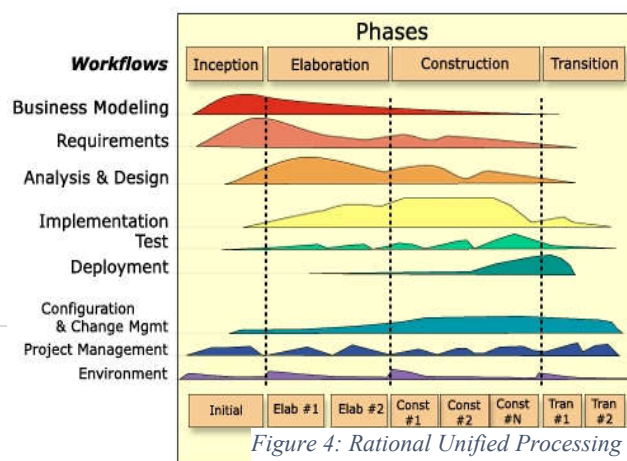 Phases
Workflows Inception Elaboration Construction Transition
Business Modeling
Requirements
Analysis & Design
Implementation
Test
Deployment
Configuration
& Change Mgmt
Project Management
Environment
Initial Elab #1 Elab #2 Const #1 Const #2 Const #N Tran #1 Tran #2
Figure 4: Rational Unified Processing